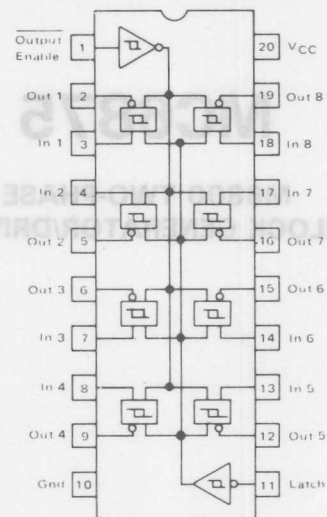 Output Enable 1 20 VCC
Out 1 2 19 Out 8
In 1 3 18 In 8
In 2 4 17 In 7
Out 2 5 16 Out 7
Out 3 6 15 Out 6
In 3 7 14 In 6
In 4 8 13 In 5
Out 4 9 12 Out 5
Gnd 10 11 Latch